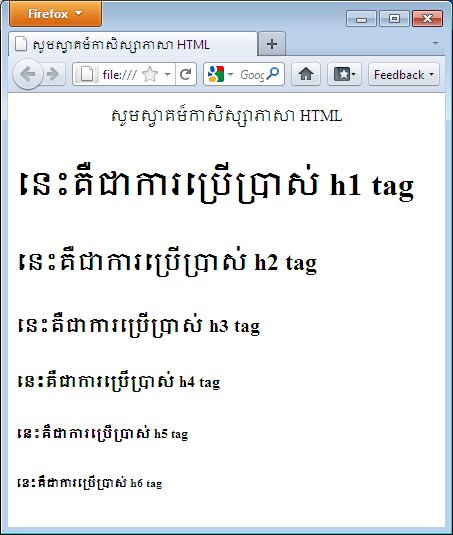 Firefox
សូមស្វាគមន៍កាសិស្សាភាសា HTML
file:///
Goog
Feedback
សូមស្វាគមន៍កាសិស្សាភាសា HTML
នេះគឺជាការប្រើប្រាស់ h1 tag
នេះគឺជាការប្រើប្រាស់ h2 tag
នេះគឺជាការប្រើប្រាស់ h3 tag
នេះគឺជាការប្រើប្រាស់ h4 tag
នេះគឺជាការប្រើប្រាស់ h5 tag
នេះគឺជាការប្រើប្រាស់ h6 tag